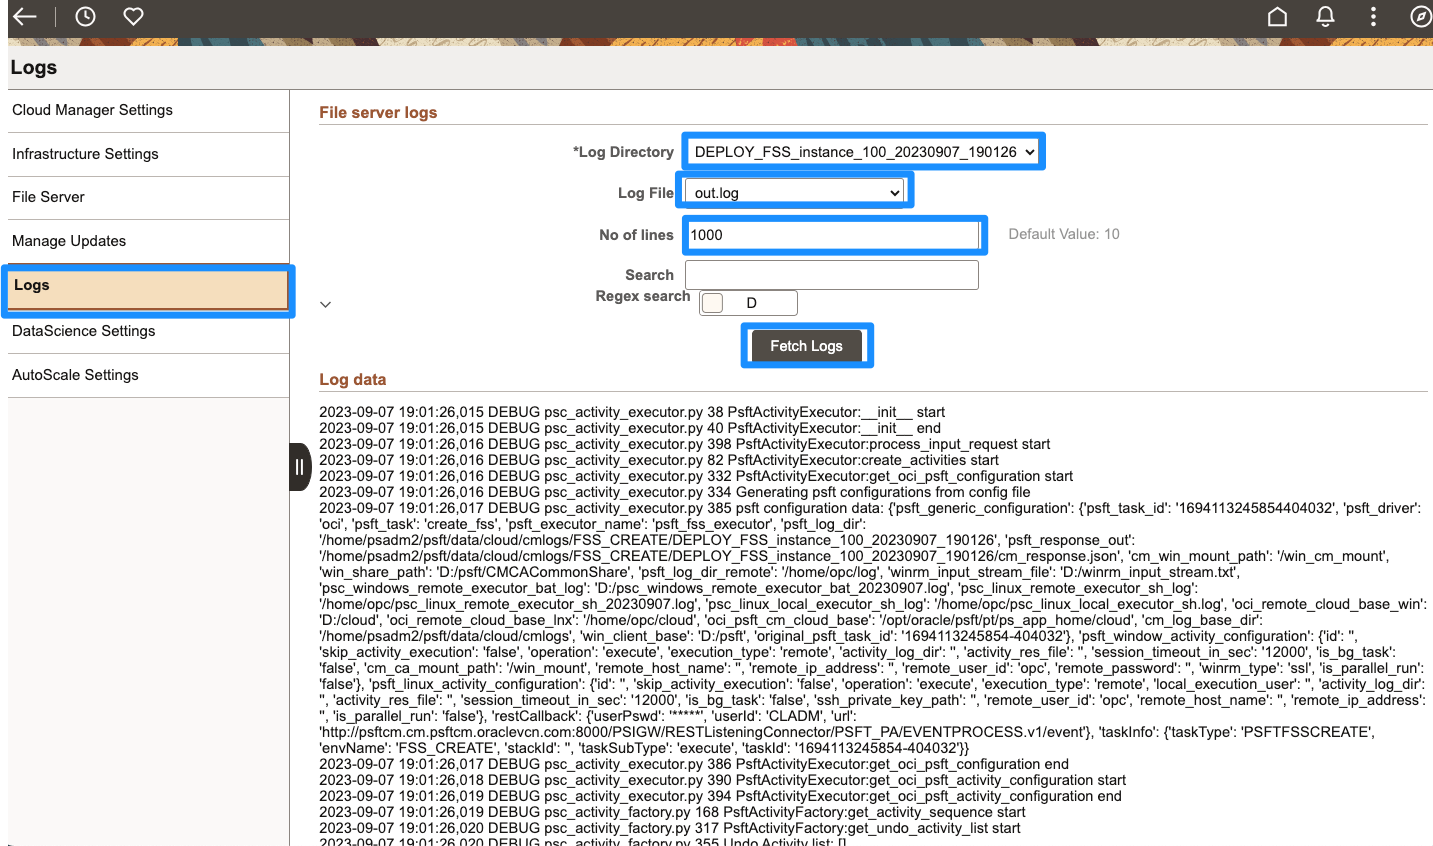 Logs
Cloud Manager Settings
Infrastructure Settings
File Server
Manage Updates
Logs
DataScience Settings
AutoScale Settings
File server logs
*Log Directory DEPLOY_FSS_instance_100_20230907_190126
Log File out.log
No of lines 1000 Default Value: 10
Search
Regex search D
Fetch Logs
Log data
2023-09-07 19:01:26,015 DEBUG psc_activity_executor.py 38 PsftActivityExecutor:__init__ start
2023-09-07 19:01:26,015 DEBUG psc_activity_executor.py 40 PsftActivityExecutor:__init__ end
2023-09-07 19:01:26,016 DEBUG psc_activity_executor.py 398 PsftActivityExecutor:process_input_request start
2023-09-07 19:01:26,016 DEBUG psc_activity_executor.py 82 PsftActivityExecutor:create_activities start
2023-09-07 19:01:26,016 DEBUG psc_activity_executor.py 332 PsftActivityExecutor:get_oci_psft_configuration start
2023-09-07 19:01:26,016 DEBUG psc_activity_executor.py 334 Generating psft configurations from config file
2023-09-07 19:01:26,017 DEBUG psc_activity_executor.py 385 psft configuration data: {'psft_generic_configuration': {'psft_task_id': '1694113245854404032', 'psft_driver':
'oci', 'psft_task': 'create_fss', 'psft_executor_name': 'psft_fss_executor', 'psft_log_dir':
'/home/psadm2/psft/data/cloud/cmlogs/FSS_CREATE/DEPLOY_FSS_instance_100_20230907_190126', 'psft_response_out':
'/home/psadm2/psft/data/cloud/cmlogs/FSS_CREATE/DEPLOY_FSS_instance_100_20230907_190126/cm_response.json', 'cm_win_mount_path': '/win_cm_mount',
'win_share_path': 'D:/psft/CMCACommonShare', 'psft_log_dir_remote': '/home/opc/log', 'winrm_input_stream_file': 'D:/winrm_input_stream.txt',
'psc_windows_remote_executor_bat_log': 'D:/psc_windows_remote_executor_bat_20230907.log', 'psc_linux_remote_executor_sh_log':
'/home/opc/psc_linux_remote_executor_sh_20230907.log', 'psc_linux_local_executor_sh_log': '/home/opc/psc_linux_local_executor_sh.log', 'oci_remote_cloud_base_win':
'D:/cloud', 'oci_remote_cloud_base_lnx': '/home/opc/cloud', 'oci_psft_cm_cloud_base': '/opt/oracle/psft/pt/ps_app_home/cloud', 'cm_log_base_dir':
'/home/psadm2/psft/data/cloud/cmlogs', 'win_client_base': 'D:/psft', 'original_psft_task_id': '1694113245854-404032'}, 'psft_window_activity_configuration': {'id': '',
'skip_activity_execution': 'false', 'operation': 'execute', 'execution_type': 'remote', 'activity_log_dir': '', 'activity_res_file': '', 'session_timeout_in_sec': '12000', 'is_bg_task':
'false', 'cm_ca_mount_path': '/win_mount', 'remote_host_name': '', 'remote_ip_address': '', 'remote_user_id': 'opc', 'remote_password': '', 'winrm_type': 'ssl', 'is_parallel_run':
'false'}, 'psft_linux_activity_configuration': {'id': '', 'skip_activity_execution': 'false', 'operation': 'execute', 'execution_type': 'remote', 'local_execution_user': '', 'activity_log_dir':
'', 'activity_res_file': '', 'session_timeout_in_sec': '12000', 'is_bg_task': 'false', 'ssh_private_key_path': '', 'remote_user_id': 'opc', 'remote_host_name': '', 'remote_ip_address':
'', 'is_parallel_run': 'false'}, 'restCallback': {'userPswd': '*****', 'userId': 'CLADM', 'url':
'http://psftcm.cm.psftcm.oraclevcn.com:8000/PSIGW/RESTListeningConnector/PSFT_PA/EVENTPROCESS.v1/event'}, 'taskInfo': {'taskType': 'PSFTFSSCREATE',
'envName': 'FSS_CREATE', 'stackId': '', 'taskSubType': 'execute', 'taskId': '1694113245854-404032'}}
2023-09-07 19:01:26,017 DEBUG psc_activity_executor.py 386 PsftActivityExecutor:get_oci_psft_configuration end
2023-09-07 19:01:26,018 DEBUG psc_activity_executor.py 390 PsftActivityExecutor:get_oci_psft_activity_configuration start
2023-09-07 19:01:26,019 DEBUG psc_activity_executor.py 394 PsftActivityExecutor:get_oci_psft_activity_configuration end
2023-09-07 19:01:26,019 DEBUG psc_activity_factory.py 168 PsftActivityFactory:get_activity_sequence start
2023-09-07 19:01:26,020 DEBUG psc_activity_factory.py 317 PsftActivityFactory:get_undo_activity_list start
2023-09-07 19:01:26,020 DEBUG psc_activity_factory.py 355 Undo Activity list: []